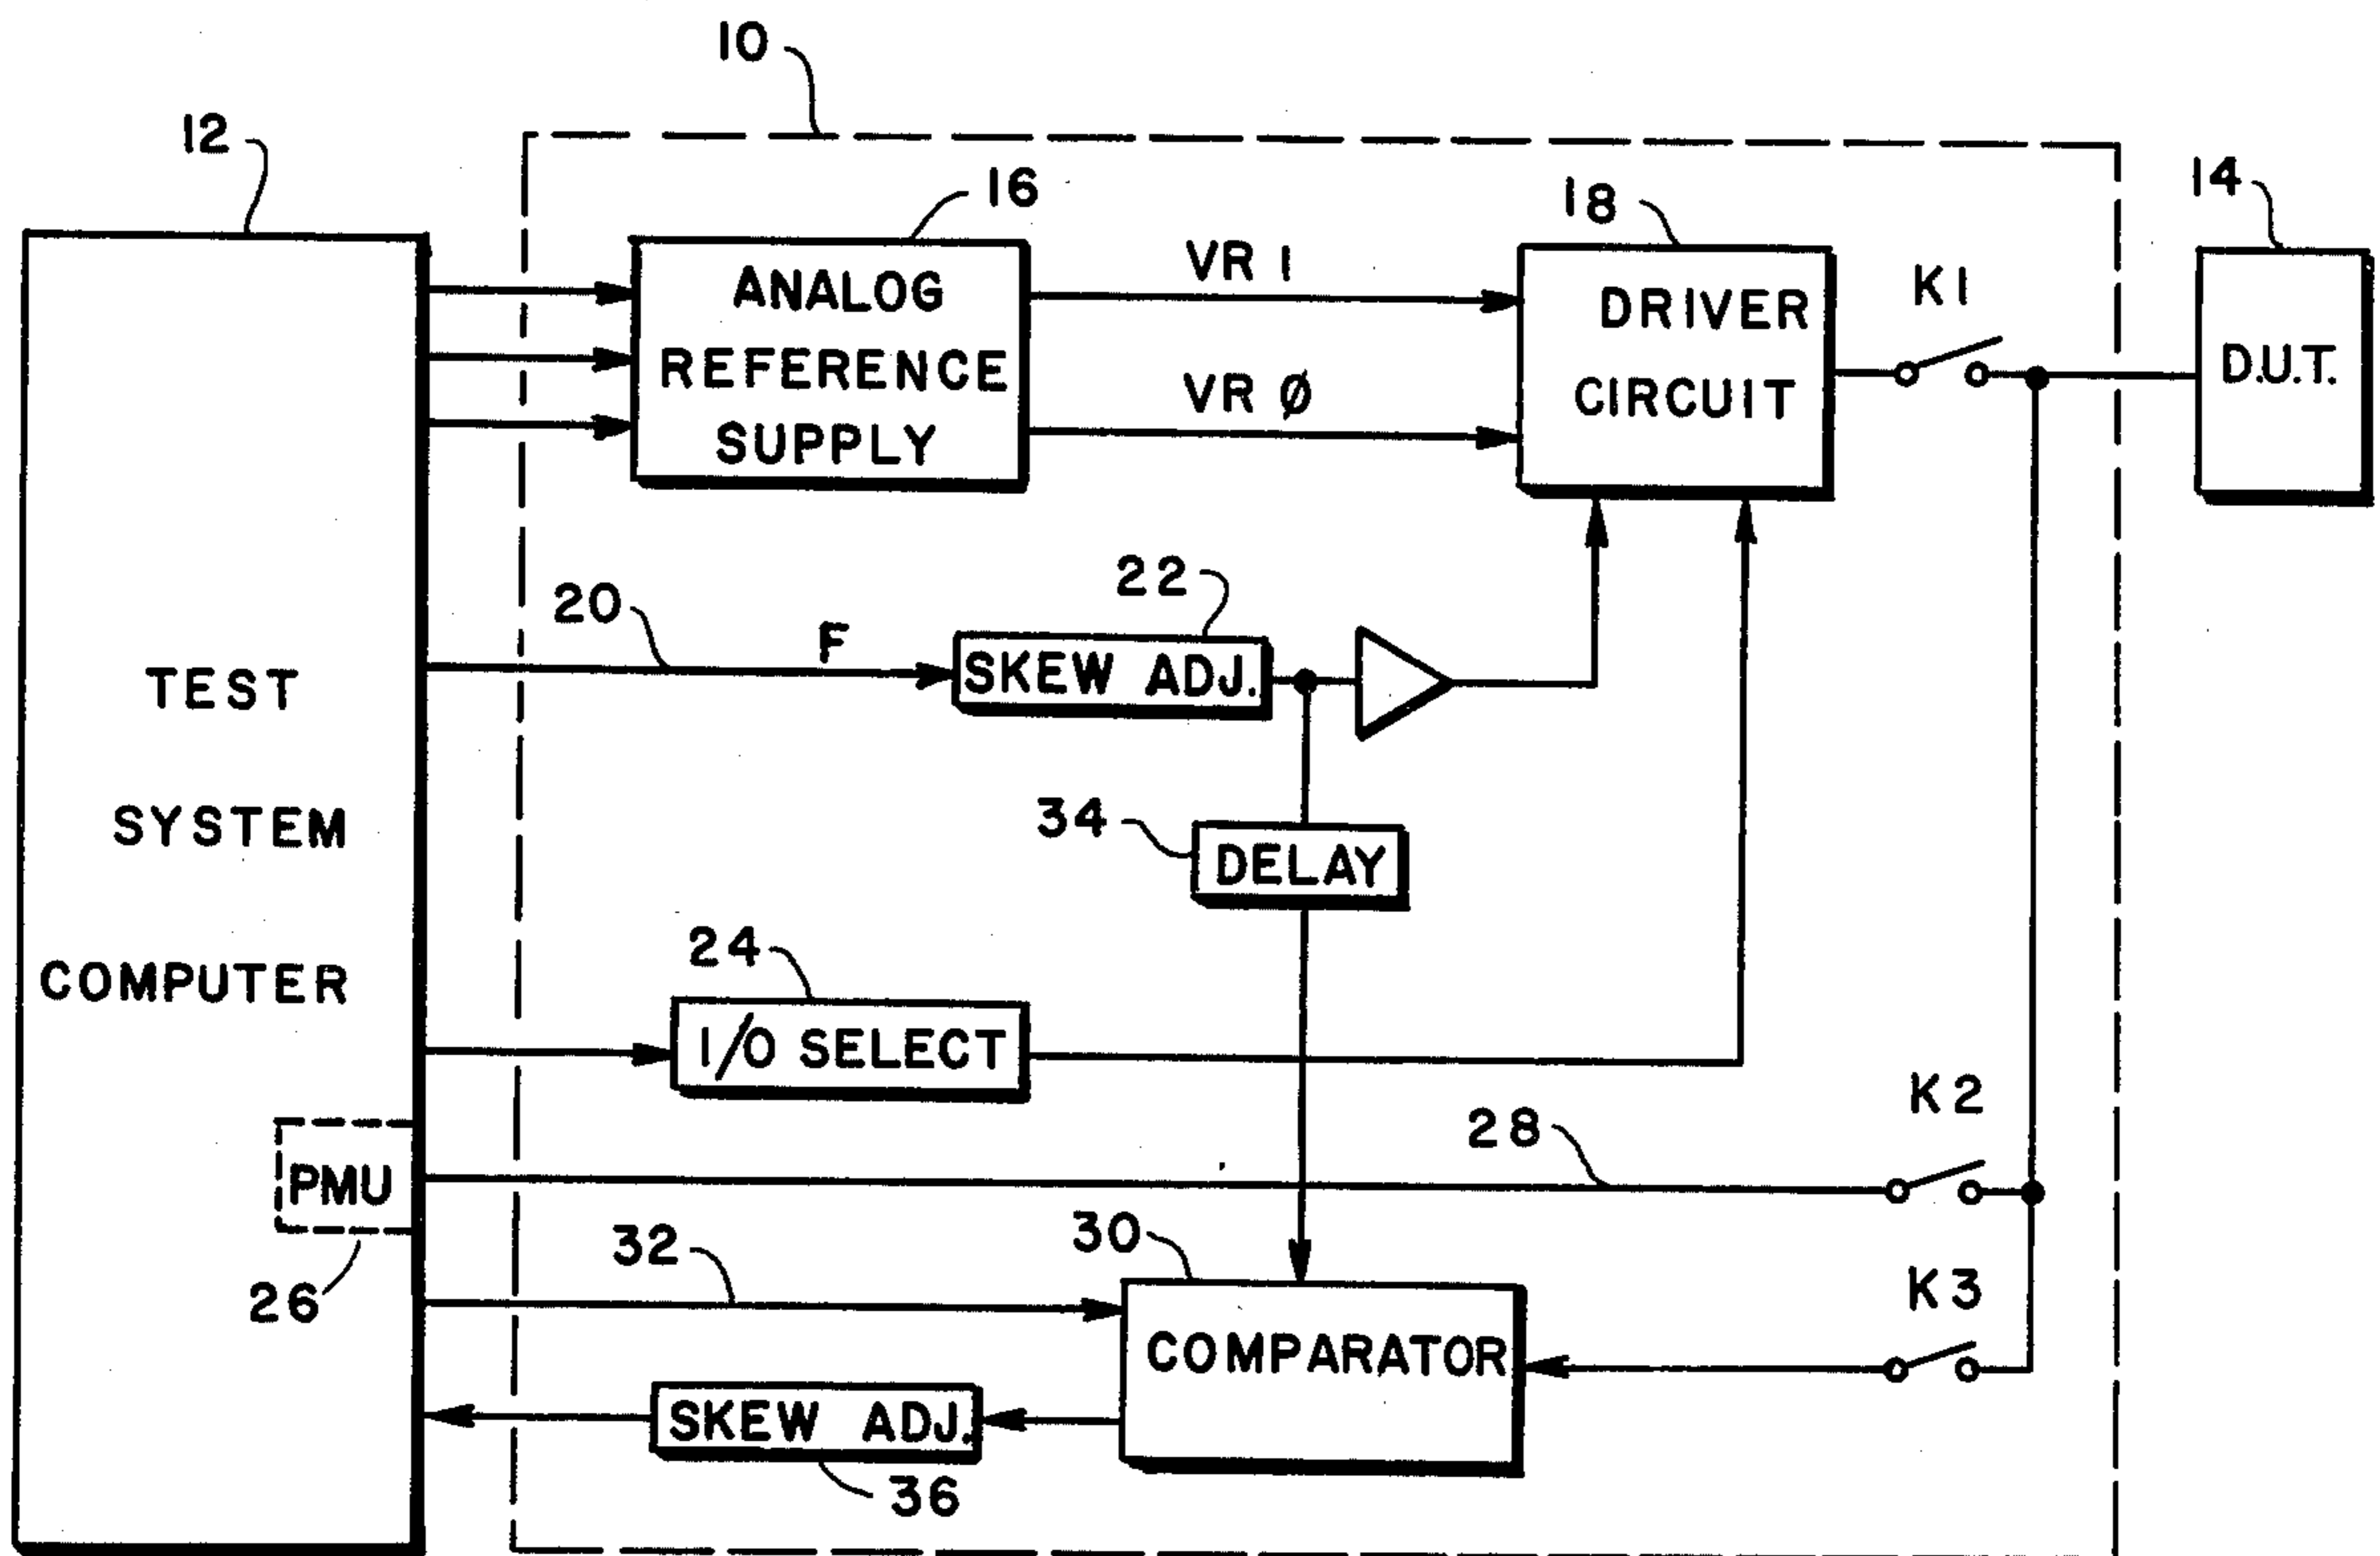 10
12
16
18
14
ANALOG
REFERENCE
SUPPLY
VR 1
VR Ø
DRIVER
CIRCUIT
K1
D.U.T.
20
F
22
SKEW ADJ.
TEST
SYSTEM
COMPUTER
34
DELAY
24
I/O SELECT
K2
28
PMU
26
32
30
K3
COMPARATOR
SKEW ADJ.
36